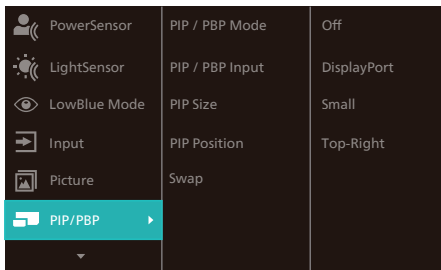 PowerSensor
LightSensor
LowBlue Mode
Input
Picture
PIP/PBP
PIP / PBP Mode
PIP / PBP Input
PIP Size
PIP Position
Swap
Off
DisplayPort
Small
Top-Right